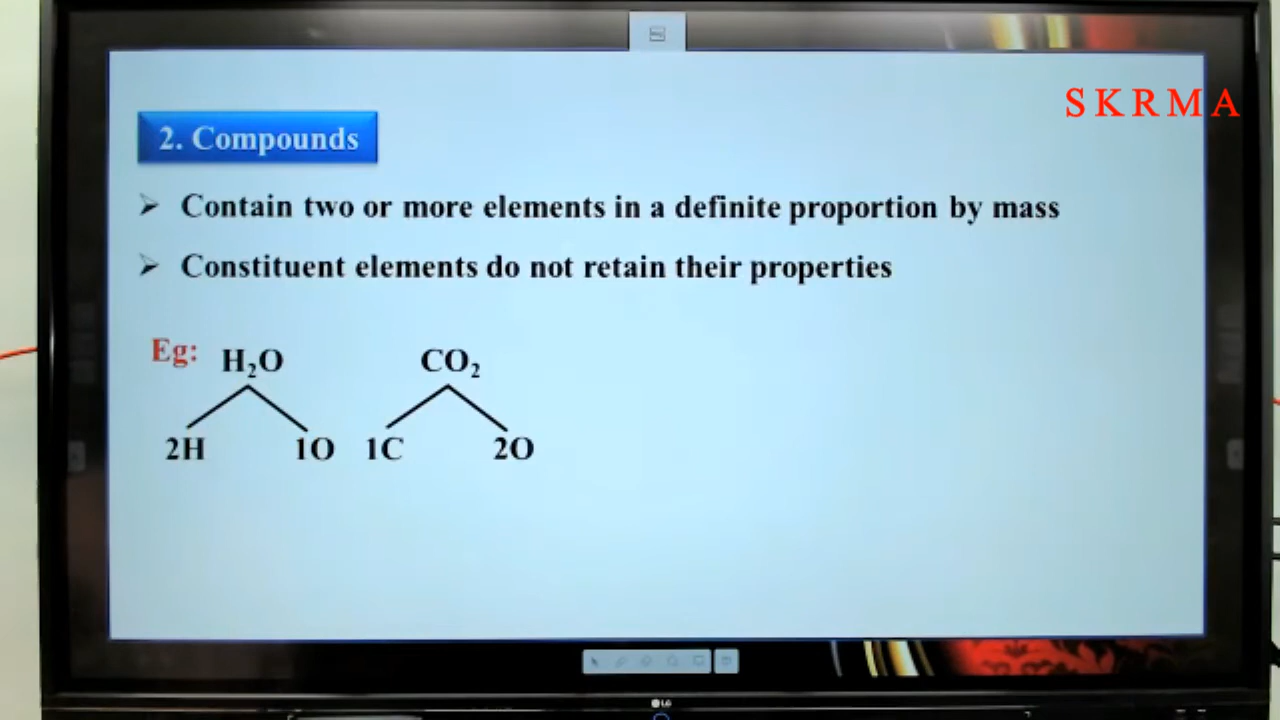 SKRMA
2. Compounds
➢ Contain two or more elements in a definite proportion by mass
➢ Constituent elements do not retain their properties
Eg: H₂O CO₂
2H 1O 1C 2O
LG